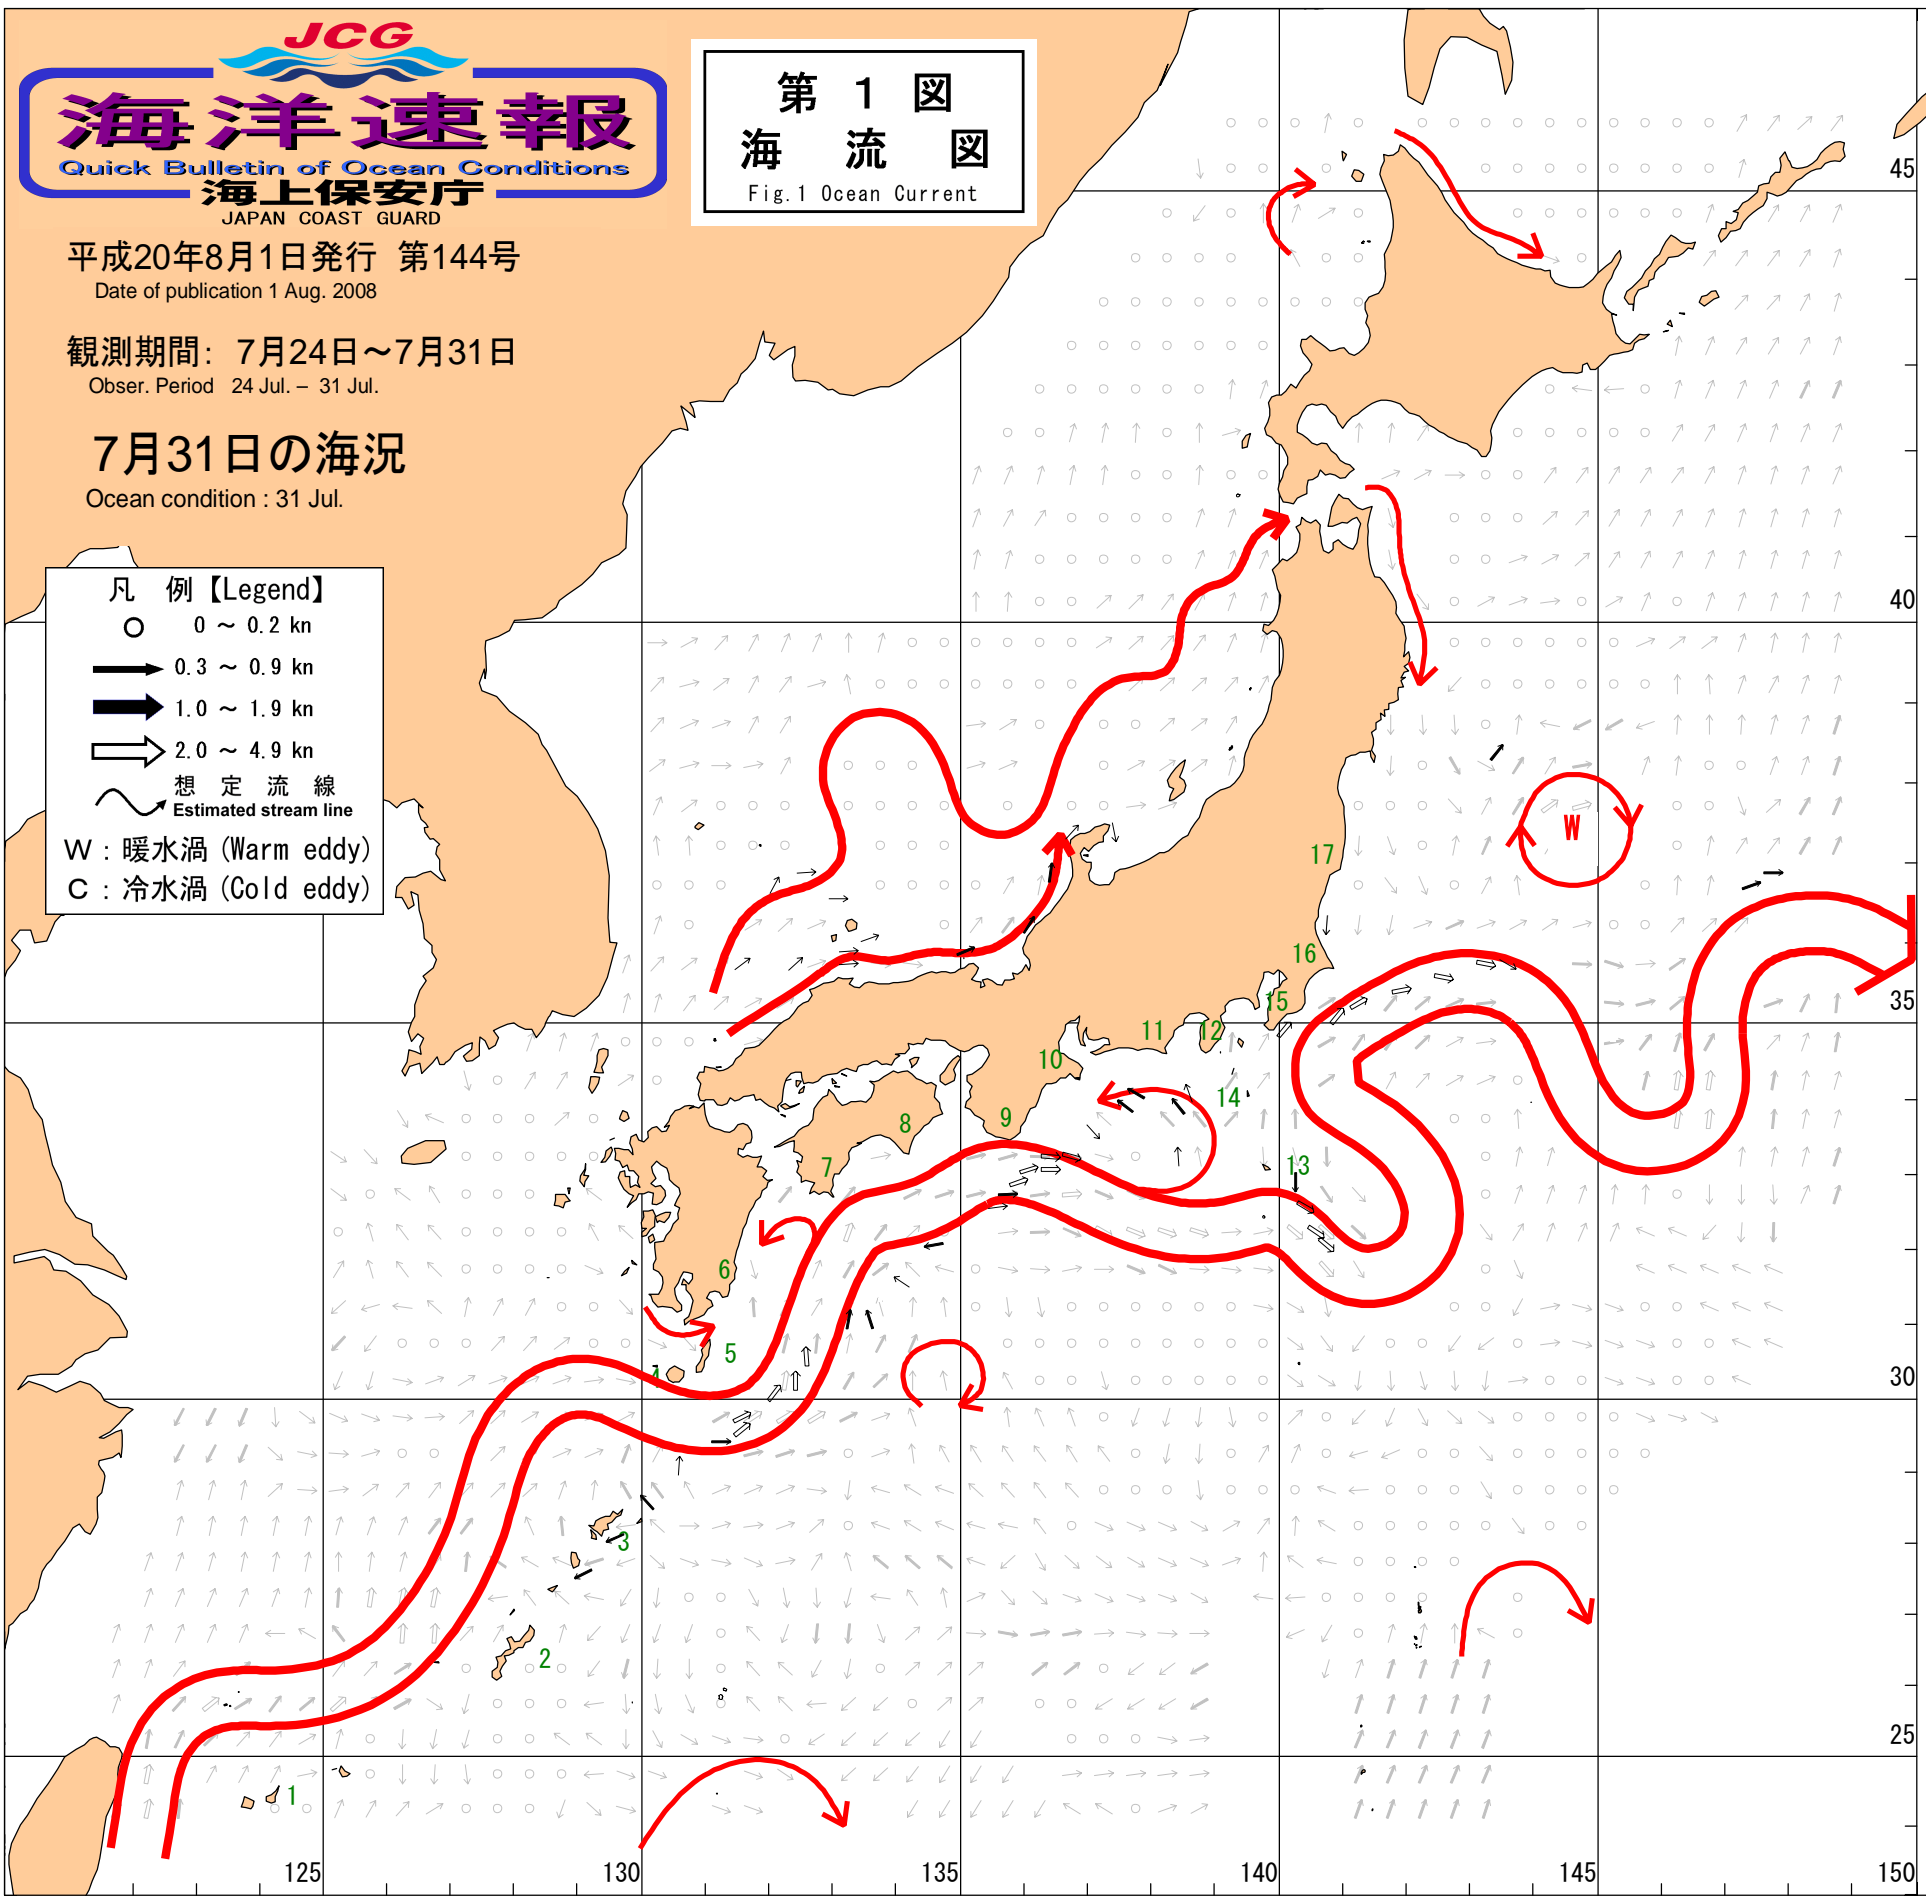 JCG
海洋速報
Quick Bulletin of Ocean Conditions
海上保安庁
JAPAN COAST GUARD
第 1 図
海 流 図
Fig.1 Ocean Current
平成20年8月1日発行 第144号
Date of publication 1 Aug. 2008
観測期間: 7月24日～7月31日
Obser. Period 24 Jul. – 31 Jul.
7月31日の海況
Ocean condition : 31 Jul.
凡 例【Legend】
0 ～ 0.2 kn
0.3 ～ 0.9 kn
1.0 ～ 1.9 kn
2.0 ～ 4.9 kn
想 定 流 線
Estimated stream line
W : 暖水渦 (Warm eddy)
C : 冷水渦 (Cold eddy)
45
40
W
17
16
35
15
12
11
10
14
9
8
13
7
6
5
4
30
3
2
25
1
125
130
135
140
145
150